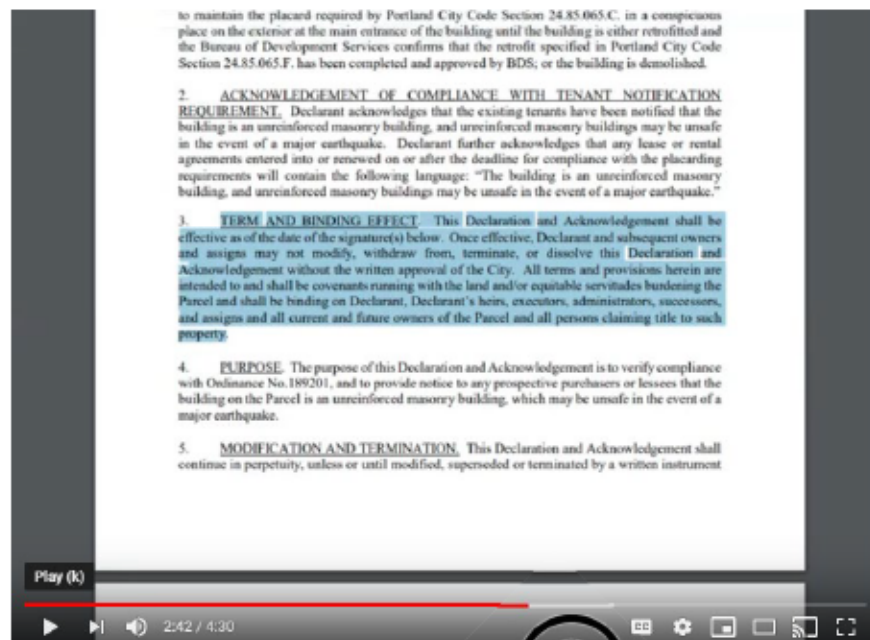 to maintain the placard required by Portland City Code Section 24.85.065.C. in a conspicuous
place on the exterior at the main entrance of the building until the building is either retrofitted and
the Bureau of Development Services confirms that the retrofit specified in Portland City Code
Section 24.85.065.F. has been completed and approved by BDS; or the building is demolished.
2. ACKNOWLEDGEMENT OF COMPLIANCE WITH TENANT NOTIFICATION
REQUIREMENT. Declarant acknowledges that the existing tenants have been notified that the
building is an unreinforced masonry building, and unreinforced masonry buildings may be unsafe
in the event of a major earthquake. Declarant further acknowledges that any lease or rental
agreements entered into or renewed on or after the deadline for compliance with the placarding
requirements will contain the following language: "The building is an unreinforced masonry
building, and unreinforced masonry buildings may be unsafe in the event of a major earthquake."
3. TERM AND BINDING EFFECT. This Declaration and Acknowledgement shall be
effective as of the date of the signature(s) below. Once effective, Declarant and subsequent owners
and assigns may not modify, withdraw from, terminate, or dissolve this Declaration and
Acknowledgement without the written approval of the City. All terms and provisions herein are
intended to and shall be covenants running with the land and/or equitable servitudes burdening the
Parcel and shall be binding on Declarant, Declarant's heirs, executors, administrators, successors,
and assigns and all current and future owners of the Parcel and all persons claiming title to such
property.
4. PURPOSE. The purpose of this Declaration and Acknowledgement is to verify compliance
with Ordinance No.189201, and to provide notice to any prospective purchasers or lessees that the
building on the Parcel is an unreinforced masonry building, which may be unsafe in the event of a
major earthquake.
5. MODIFICATION AND TERMINATION. This Declaration and Acknowledgement shall
continue in perpetuity, unless or until modified, superseded or terminated by a written instrument
Play (k)
2:42 / 4:30
CC